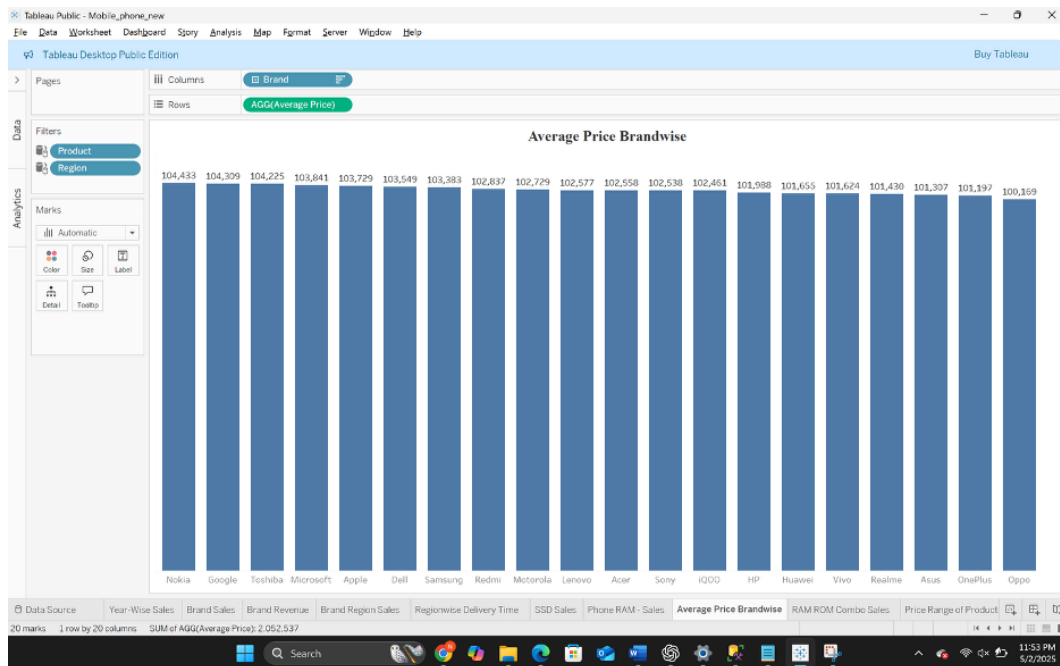 Tableau Public - Mobile_phone_new
File Data Worksheet Dashboard Story Analysis Map Format Server Window Help
Tableau Desktop Public Edition Buy Tableau
Pages
Columns Brand
Rows AGG(Average Price)
Data
Analytics
Filters
Product
Region
Marks
Automatic
Color Size Label
Detail Tooltip
Average Price Brandwise
104,433 104,309 104,225 103,841 103,729 103,549 103,383 102,837 102,729 102,577 102,558 102,538 102,461 101,988 101,655 101,624 101,430 101,307 101,197 100,169
Nokia Google Toshiba Microsoft Apple Dell Samsung Redmi Motorola Lenovo Acer Sony iQOO HP Huawei Vivo Realme Asus OnePlus Oppo
Data Source Year-Wise Sales Brand Sales Brand Revenue Brand Region Sales Regionwise Delivery Time SSD Sales Phone RAM - Sales Average Price Brandwise RAM ROM Combo Sales Price Range of Product
20 marks 1 row by 20 columns SUM of AGG(Average Price): 2,052,537
Search
11:53 PM
5/2/2025